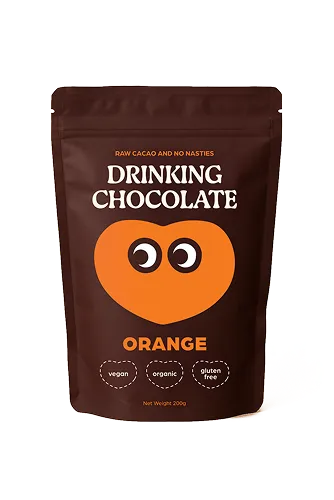 RAW CACAO AND NO NASTIES
DRINKING
CHOCOLATE
ORANGE
vegan
organic
gluten
free
Net Weight 200g